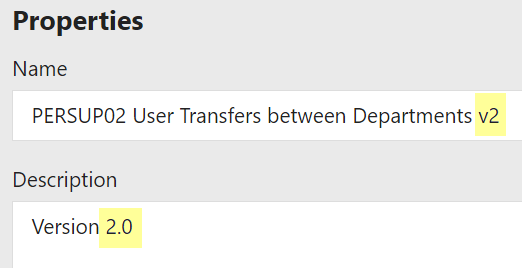 Properties
Name
PERSUP02 User Transfers between Departments v2
Description
Version 2.0